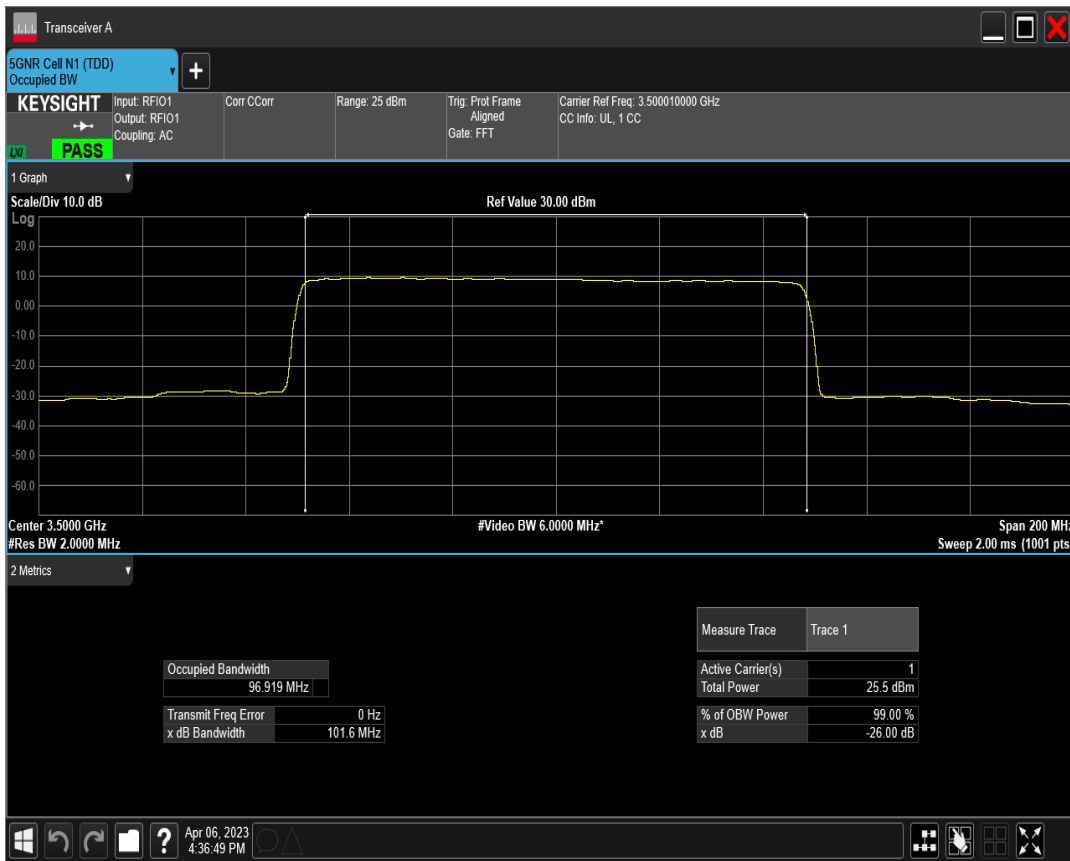 Transceiver A
5GNR Cell N1 (TDD)
Occupied BW
KEYSIGHT
LXI
PASS
Input: RFIO1
Output: RFIO1
Coupling: AC
Corr CCorr
Range: 25 dBm
Trig: Prot Frame
Aligned
Gate: FFT
Carrier Ref Freq: 3.500010000 GHz
CC Info: UL, 1 CC
1 Graph
Scale/Div 10.0 dB
Ref Value 30.00 dBm
Log
20.0
10.0
0.00
-10.0
-20.0
-30.0
-40.0
-50.0
-60.0
Center 3.5000 GHz
#Video BW 6.0000 MHz*
Span 200 MHz
#Res BW 2.0000 MHz
Sweep 2.00 ms (1001 pts
2 Metrics
Measure Trace Trace 1
Occupied Bandwidth
96.919 MHz
Active Carrier(s) 1
Total Power 25.5 dBm
Transmit Freq Error 0 Hz
x dB Bandwidth 101.6 MHz
% of OBW Power 99.00 %
x dB -26.00 dB
?
Apr 06, 2023
4:36:49 PM